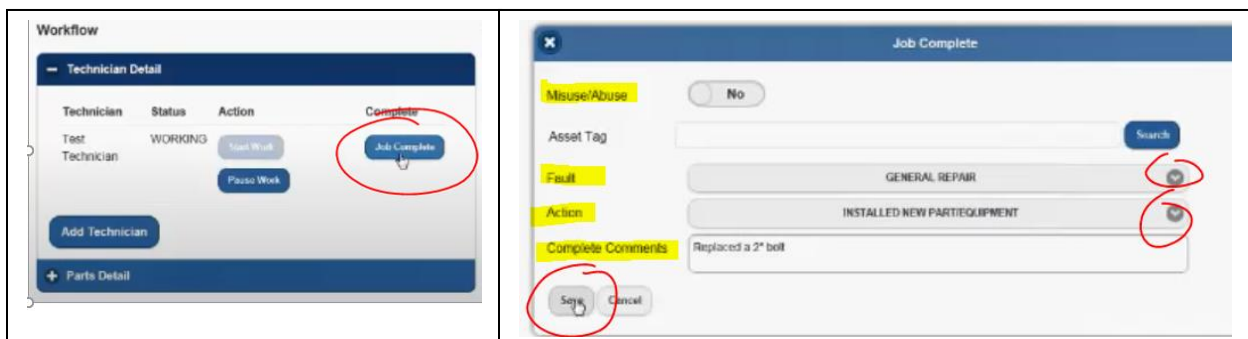 Workflow
Technician Detail
Technician Status Action Complete
Test Technician WORKING Start Work Job Complete
Pause Work
Add Technician
Parts Detail
Job Complete
Misuse/Abuse No
Asset Tag Search
Fault GENERAL REPAIR
Action INSTALLED NEW PART/EQUIPMENT
Complete Comments Replaced a 2" bolt
Save Cancel